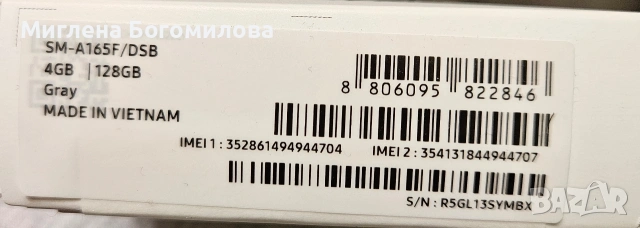 Миглена Богомилова
SM-A165F/DSB
4GB | 128GB
Gray
MADE IN VIETNAM
8 806095 822846
IMEI 1 : 352861494944704 IMEI 2 : 354131844944707
S/N : R5GL13SYMBX
BAZAR